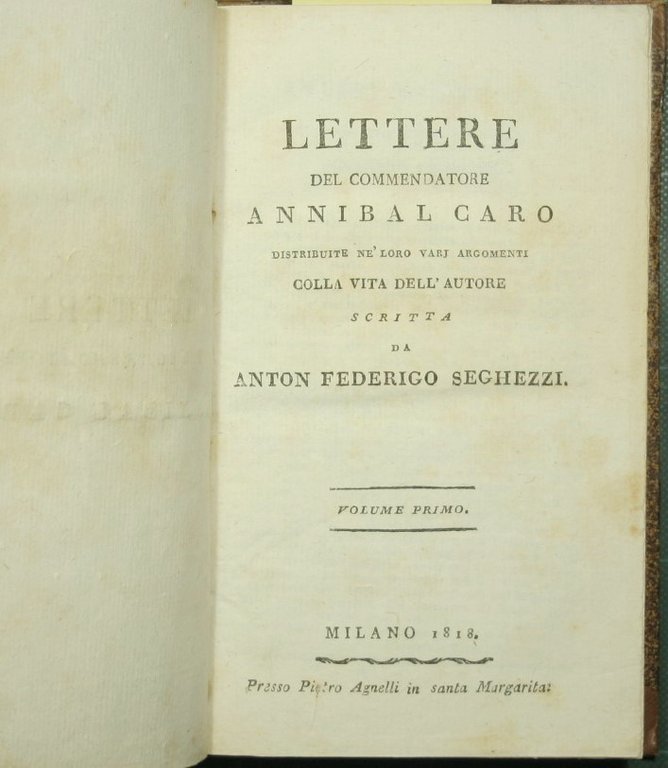 LETTERE
DEL COMMENDATORE
ANNIBAL CARO
DISTRIBUITE NE' LORO VARJ ARGOMENTI
COLLA VITA DELL' AUTORE
SCRITTA
DA
ANTON FEDERIGO SEGHEZZI.
VOLUME PRIMO.
MILANO 1818.
Presso Pietro Agnelli in santa Margarita: